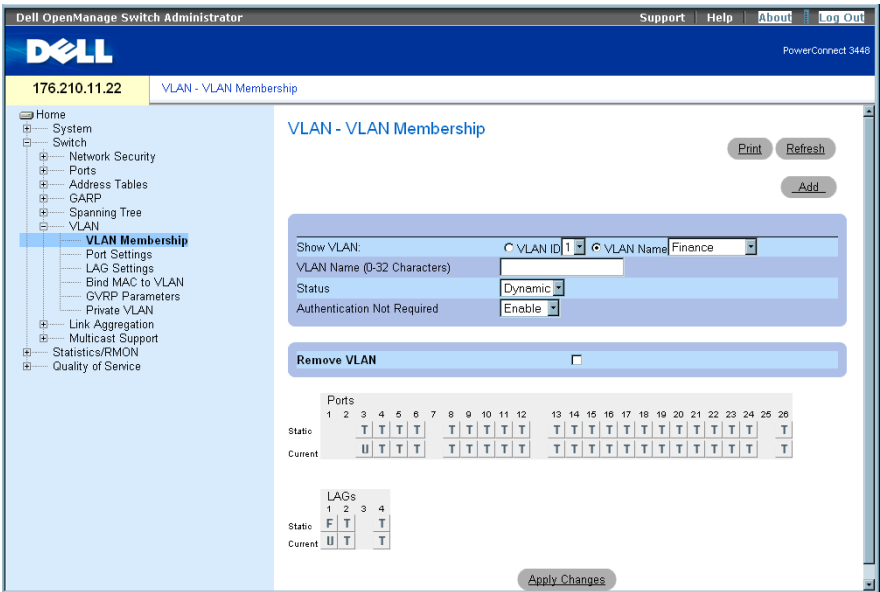 Dell OpenManage Switch Administrator
Support Help About Log Out
DELL
PowerConnect 3448
176.210.11.22
VLAN - VLAN Membership
Home
System
Switch
Network Security
Ports
Address Tables
GARP
Spanning Tree
VLAN
VLAN Membership
Port Settings
LAG Settings
Bind MAC to VLAN
GVRP Parameters
Private VLAN
Link Aggregation
Multicast Support
Statistics/RMON
Quality of Service
VLAN - VLAN Membership
Print Refresh
Add
Show VLAN: VLAN ID 1 VLAN Name Finance
VLAN Name (0-32 Characters)
Status Dynamic
Authentication Not Required Enable
Remove VLAN
Ports
1 2 3 4 5 6 7 8 9 10 11 12 13 14 15 16 17 18 19 20 21 22 23 24 25 26
Static T T T T T T T T T T T T T T T T T T T T T T
Current U T T T T T T T T T T T T T T T T T T T T T
LAGs
1 2 3 4
Static F T T
Current U T T
Apply Changes